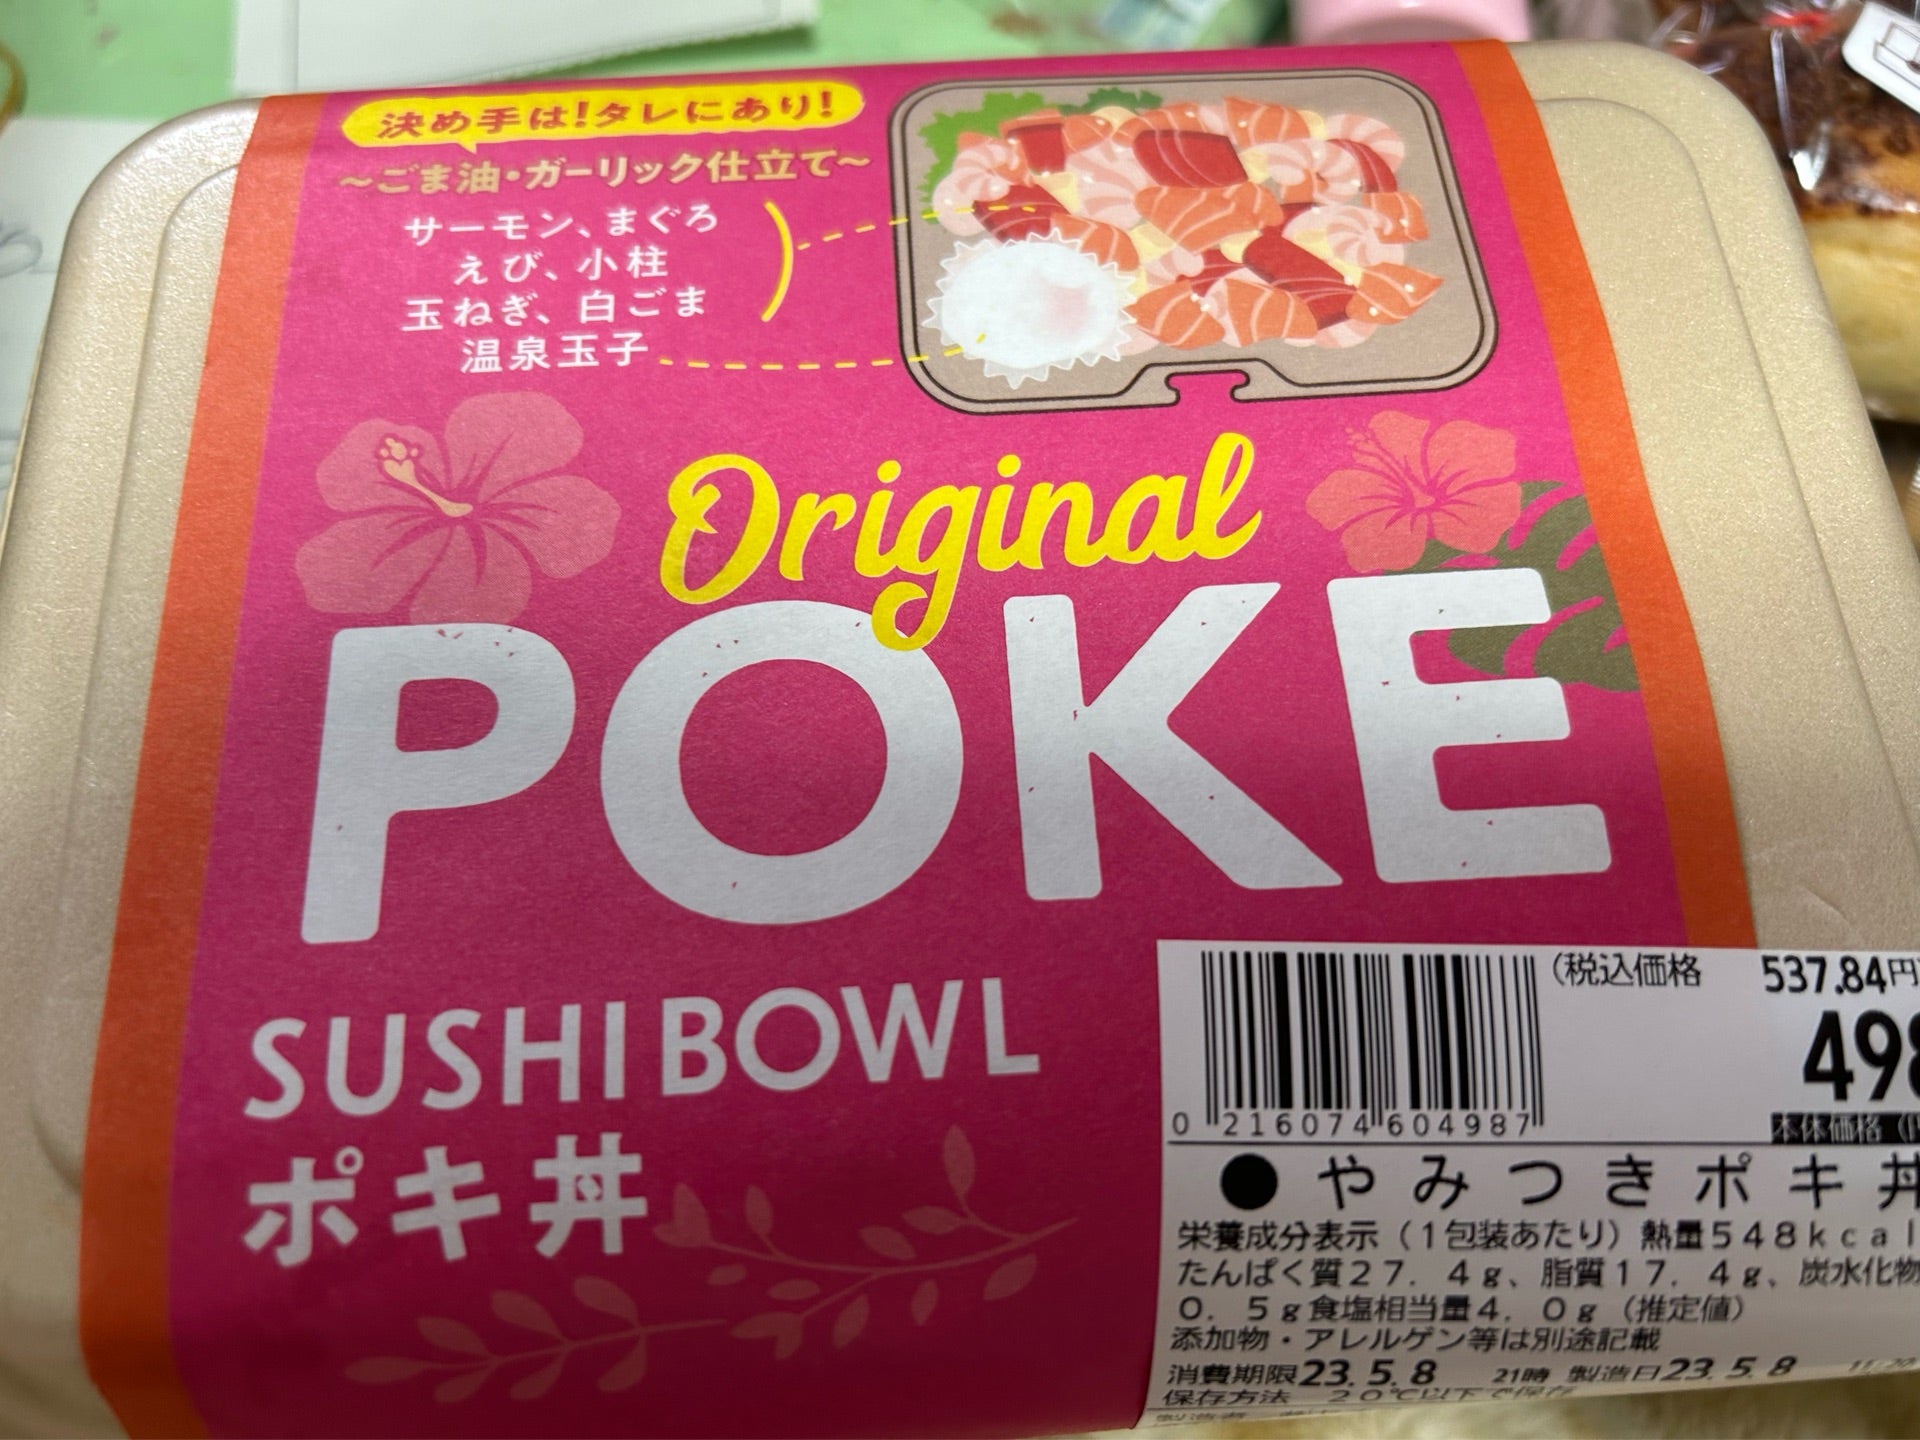 決め手は!タレにあり!
~ごま油・ガーリック仕立て~
サーモン、まぐろ
えび、小柱
玉ねぎ、白ごま
温泉玉子
Original
POKE
SUSHI BOWL
ポキ丼
(税込価格 537.84円
498
本体価格
0 216074 604987
●やみつきポキ丼
栄養成分表示(1包装あたり)熱量548kcal
たんぱく質27.4g、脂質17.4g、炭水化物
0.5g食塩相当量4.0g(推定値)
添加物・アレルゲン等は別途記載
消費期限23.5.8 21時 製造日23.5.8
保存方法 20℃以下で保存